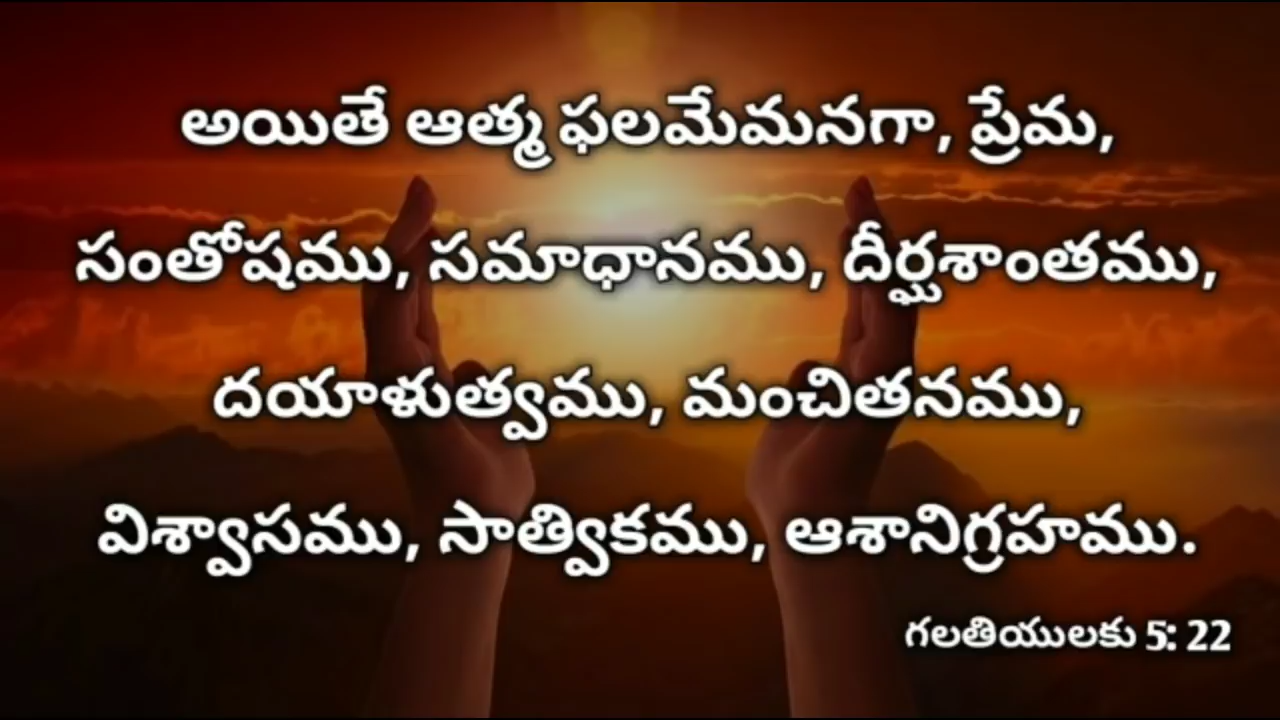 అయితే ఆత్మ ఫలమేమనగా, ప్రేమ,
సంతోషము, సమాధానము, దీర్ఘశాంతము,
దయాళుత్వము, మంచితనము,
విశ్వాసము, సాత్వికము, ఆశానిగ్రహము.
గలతియులకు 5: 22